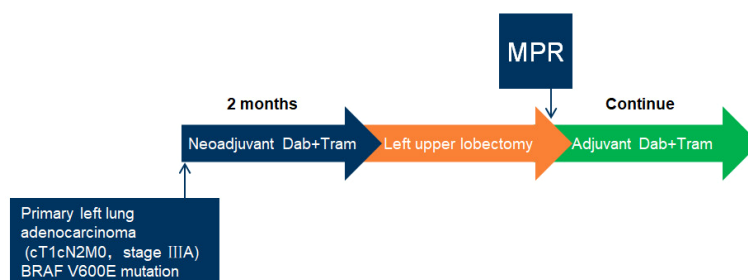 MPR
2 months
Continue
Neoadjuvant Dab+Tram
Left upper lobectomy
Adjuvant Dab+Tram
Primary left lung
adenocarcinoma
(cT1cN2M0, stage ⅢA)
BRAF V600E mutation